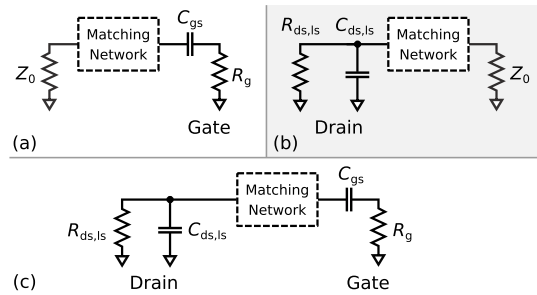 C_gs
Matching
Network
Z_0
R_g
Gate
(a)
R_ds,ls C_ds,ls
Matching
Network
Z_0
Drain
(b)
C_gs
Matching
Network
R_ds,ls C_ds,ls
R_g
Drain Gate
(c)